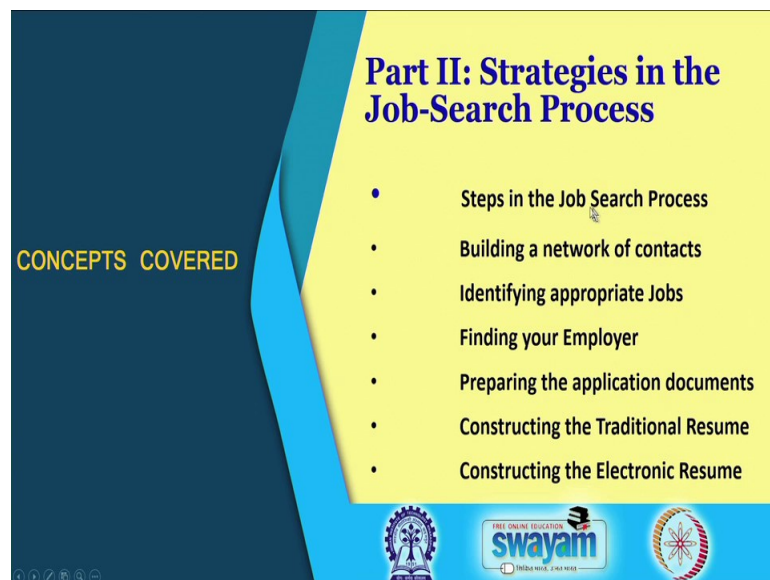 Part II: Strategies in the
Job-Search Process
CONCEPTS COVERED
• Steps in the Job Search Process
• Building a network of contacts
• Identifying appropriate Jobs
• Finding your Employer
• Preparing the application documents
• Constructing the Traditional Resume
• Constructing the Electronic Resume
FREE ONLINE EDUCATION
swayam